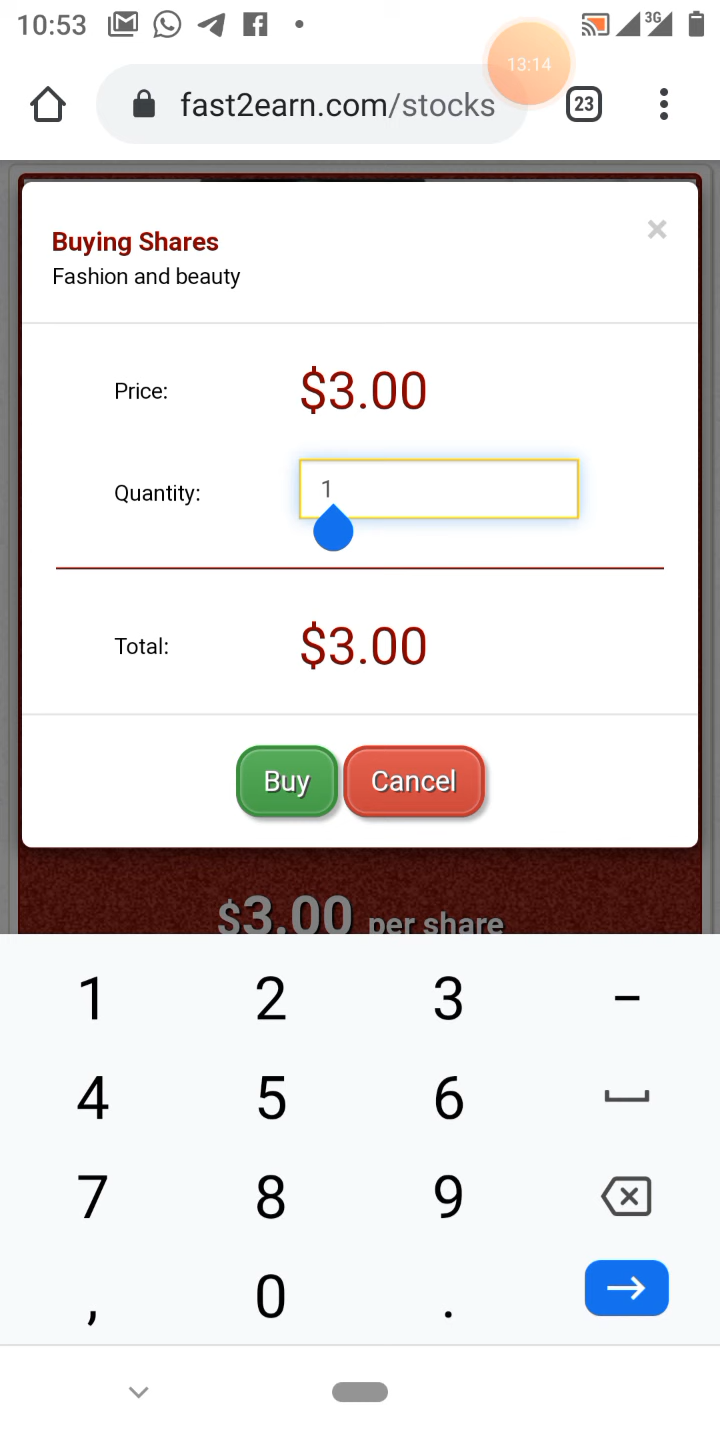 10:53
3G
13:14
fast2earn.com/stocks
23
Buying Shares
×
Fashion and beauty
Price:
$3.00
Quantity:
1
Total:
$3.00
Buy
Cancel
$3.00 per share
1 2 3 -
4 5 6
7 8 9
, 0 .